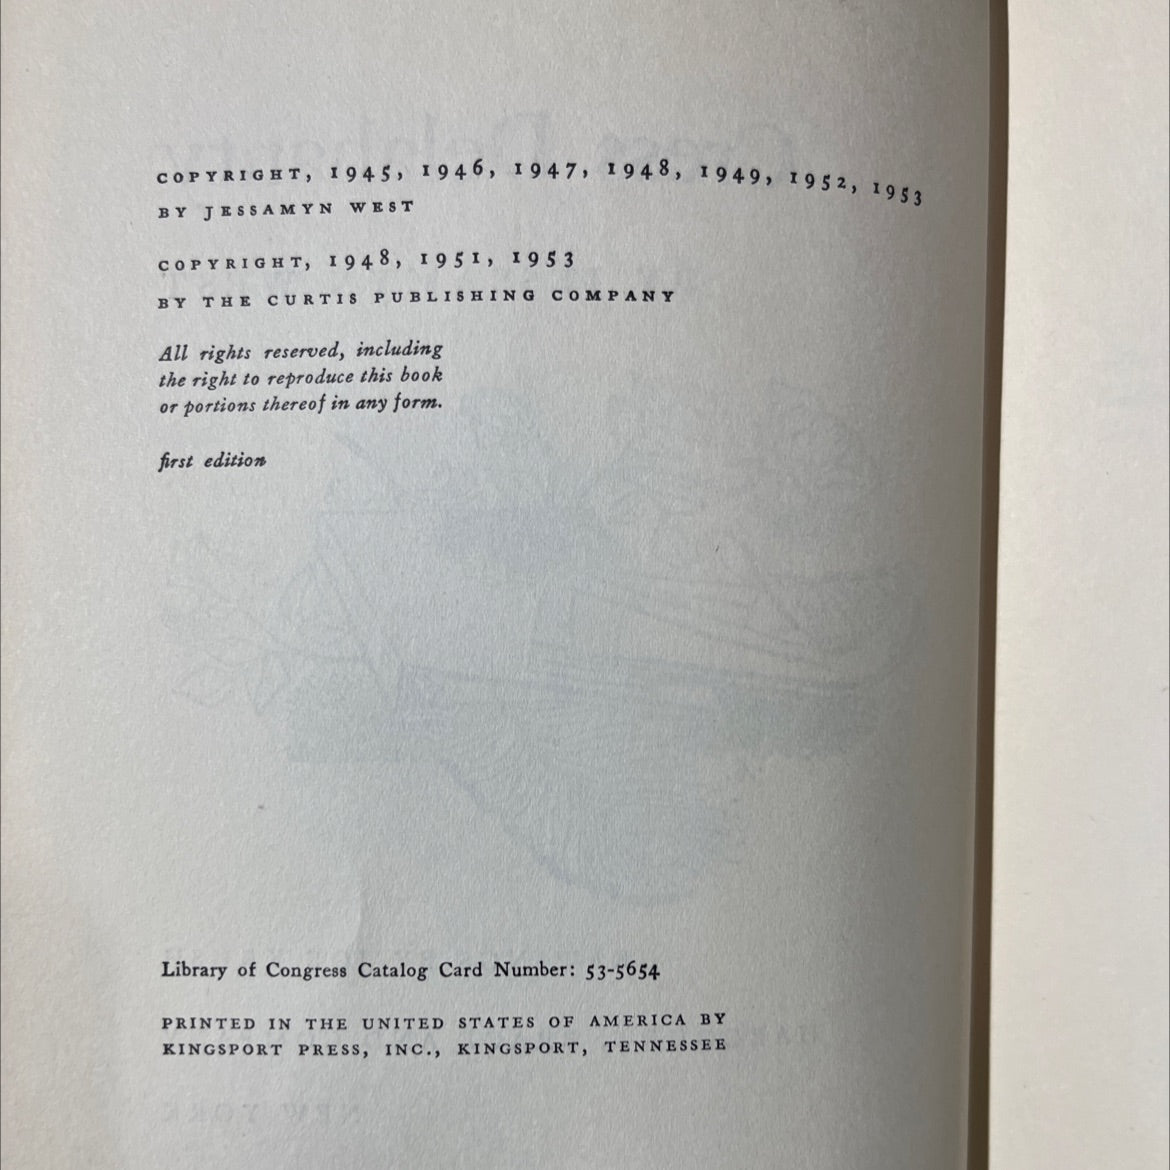 COPYRIGHT, 1945, 1946, 1947, 1948, 1949, 1952, 1953
BY JESSAMYN WEST
COPYRIGHT, 1948, 1951, 1953
BY THE CURTIS PUBLISHING COMPANY
All rights reserved, including
the right to reproduce this book
or portions thereof in any form.
first edition
Library of Congress Catalog Card Number: 53-5654
PRINTED IN THE UNITED STATES OF AMERICA BY
KINGSPORT PRESS, INC., KINGSPORT, TENNESSEE